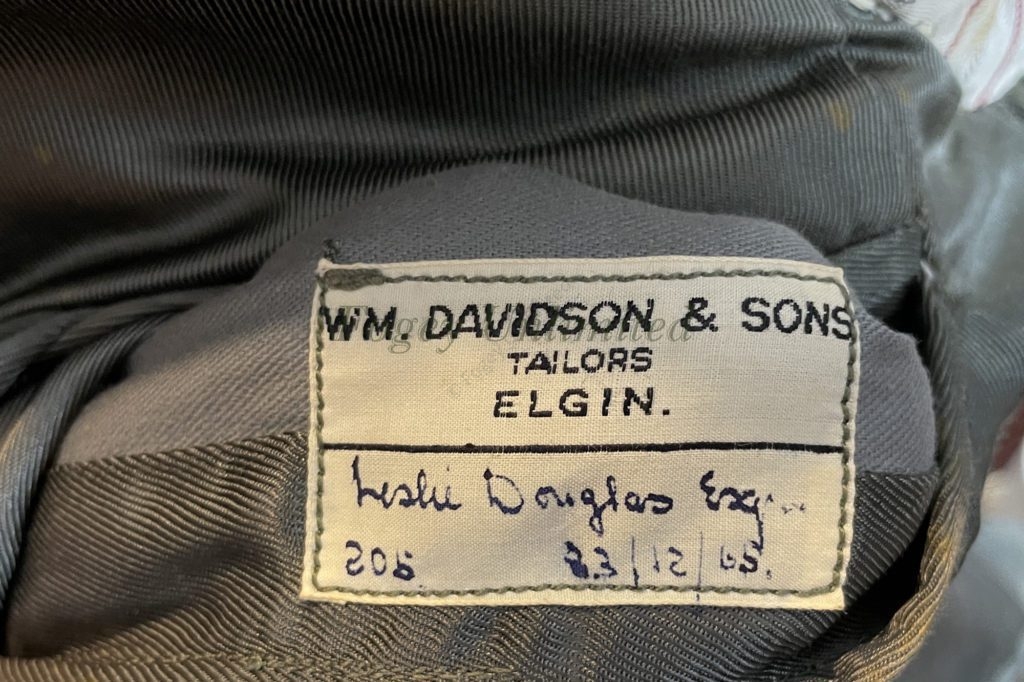 WM. DAVIDSON & SONS
TAILORS
ELGIN.
Leslie Douglas Esq.
206 23/12/65.